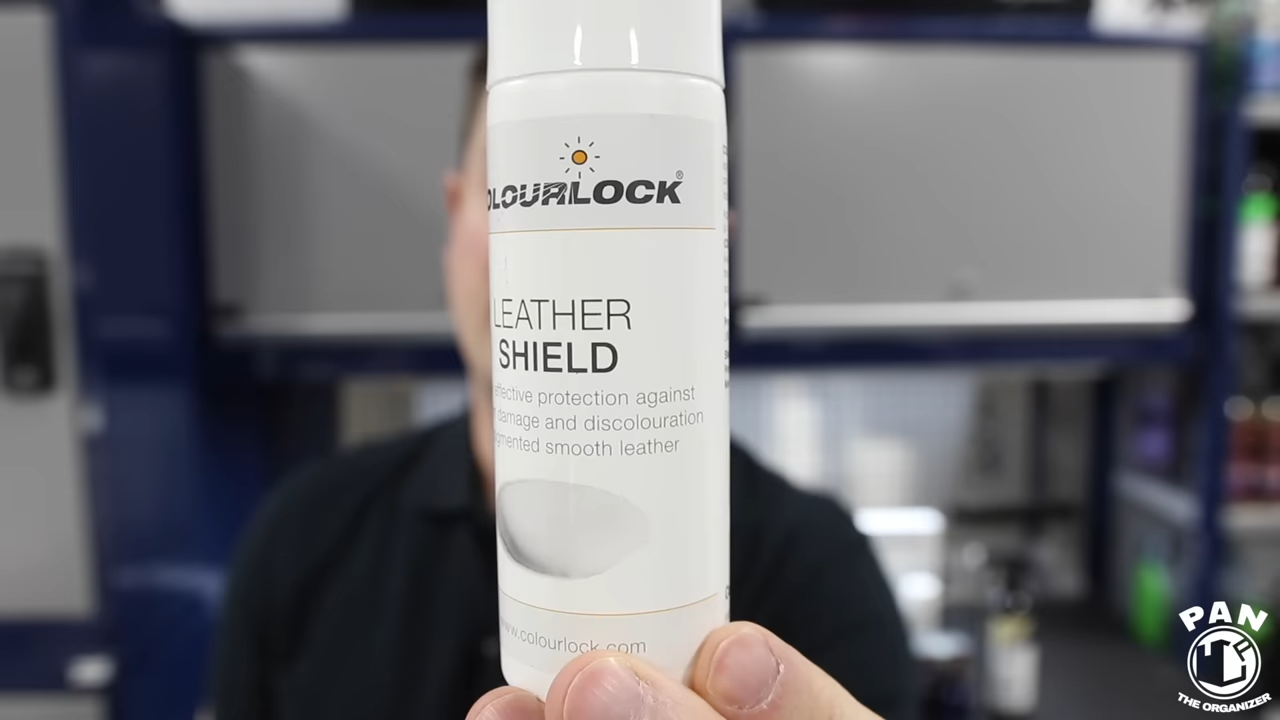 OLOURLOCK®
LEATHER
SHIELD
effective protection against
damage and discolouration
gmented smooth leather
www.colourlock.com
PAN
THE ORGANIZER